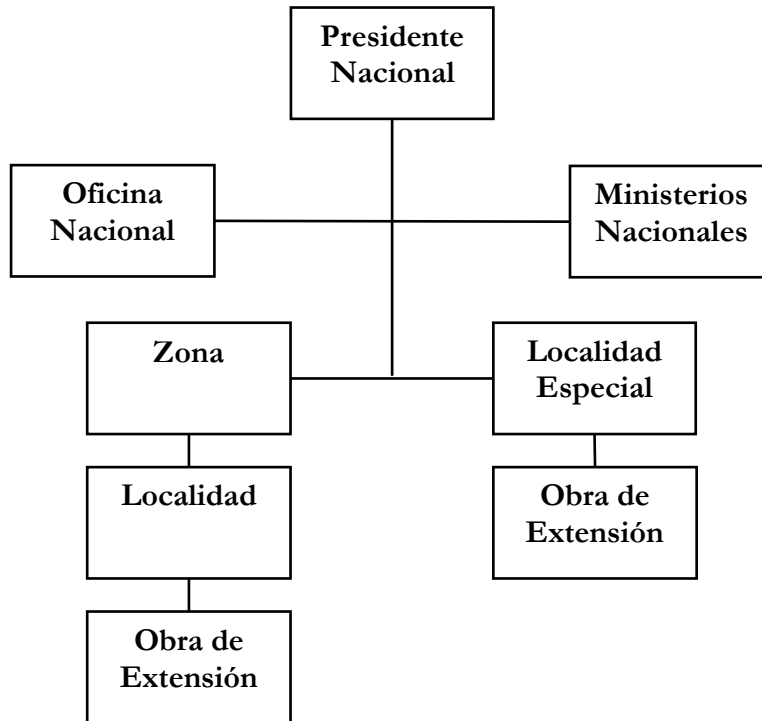 Presidente
Nacional
Oficina
Nacional
Ministerios
Nacionales
Zona
Localidad
Especial
Localidad
Obra de
Extensión
Obra de
Extensión